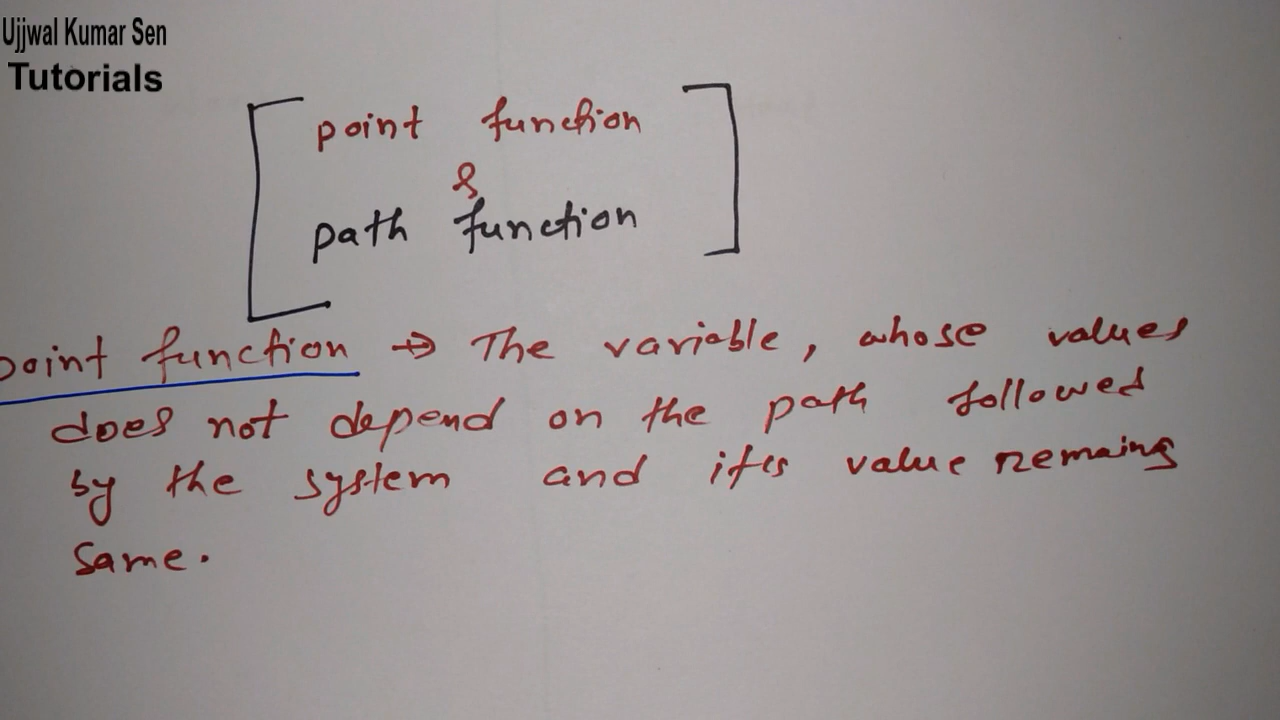 Ujjwal Kumar Sen
Tutorials
point function
&
path function
point function → The variable, whose values
does not depend on the path followed
by the system and it's value remains
same.